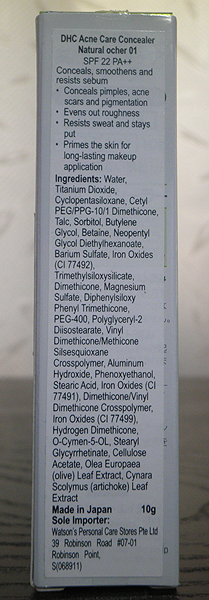 DHC Acne Care Concealer
Natural ocher 01
SPF 22 PA++
Conceals, smoothens and
resists sebum
• Conceals pimples, acne
scars and pigmentation
• Evens out roughness
• Resists sweat and stays
put
• Primes the skin for
long-lasting makeup
application
Ingredients: Water,
Titanium Dioxide,
Cyclopentasiloxane, Cetyl
PEG/PPG-10/1 Dimethicone,
Talc, Sorbitol, Butylene
Glycol, Betaine, Neopentyl
Glycol Diethylhexanoate,
Barium Sulfate, Iron Oxides
(CI 77492),
Trimethylsiloxysilicate,
Dimethicone, Magnesium
Sulfate, Diphenylsiloxy
Phenyl Trimethicone,
PEG-400, Polyglyceryl-2
Diisostearate, Vinyl
Dimethicone/Methicone
Silsesquioxane
Crosspolymer, Aluminum
Hydroxide, Phenoxyethanol,
Stearic Acid, Iron Oxides (CI
77491), Dimethicone/Vinyl
Dimethicone Crosspolymer,
Iron Oxides (CI 77499),
Hydrogen Dimethicone,
O-Cymen-5-OL, Stearyl
Glycyrrhetinate, Cellulose
Acetate, Olea Europaea
(olive) Leaf Extract, Cynara
Scolymus (artichoke) Leaf
Extract
Made in Japan 10g
Sole Importer:
Watson's Personal Care Stores Pte Ltd
39 Robinson Road #07-01
Robinson Point,
S(068911)